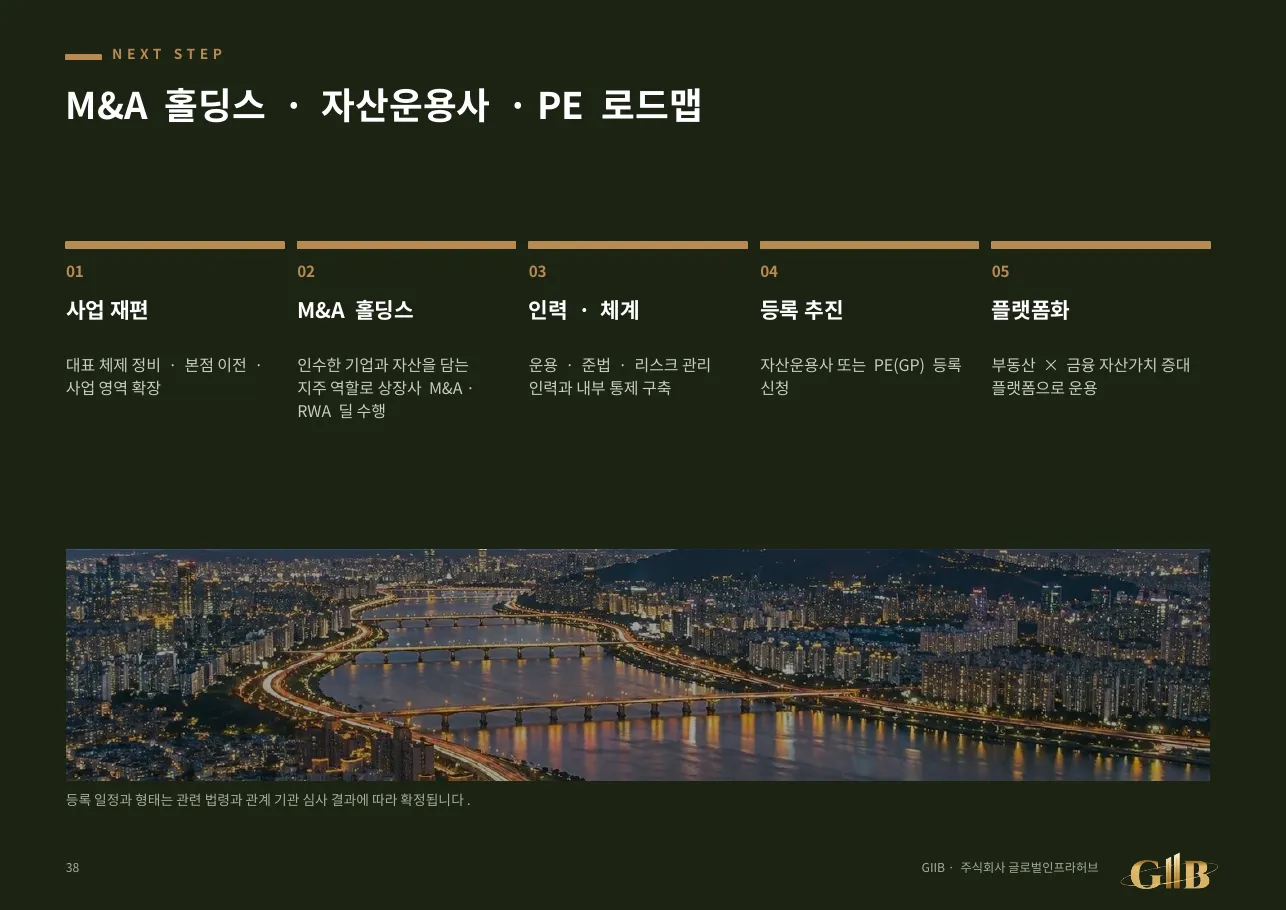 NEXT STEP
M&A 홀딩스 · 자산운용사 · PE 로드맵
01
사업 재편
대표 체제 정비 · 본점 이전 ·
사업 영역 확장
02
M&A 홀딩스
인수한 기업과 자산을 담는
지주 역할로 상장사 M&A ·
RWA 딜 수행
03
인력 · 체계
운용 · 준법 · 리스크 관리
인력과 내부 통제 구축
04
등록 추진
자산운용사 또는 PE(GP) 등록
신청
05
플랫폼화
부동산 × 금융 자산가치 증대
플랫폼으로 운용
등록 일정과 형태는 관련 법령과 관계 기관 심사 결과에 따라 확정됩니다 .
38
GIIB · 주식회사 글로벌인프라허브
GIIB